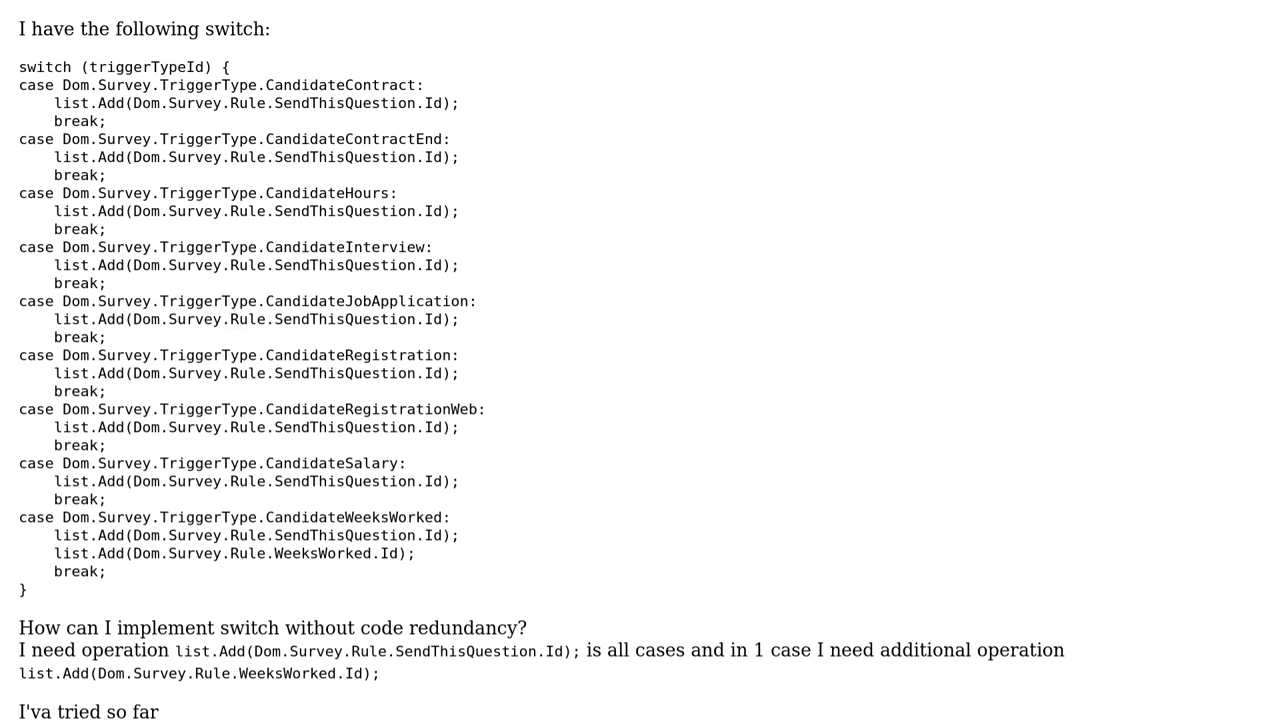 I have the following switch:
switch (triggerTypeId) {
case Dom.Survey.TriggerType.CandidateContract:
    list.Add(Dom.Survey.Rule.SendThisQuestion.Id);
    break;
case Dom.Survey.TriggerType.CandidateContractEnd:
    list.Add(Dom.Survey.Rule.SendThisQuestion.Id);
    break;
case Dom.Survey.TriggerType.CandidateHours:
    list.Add(Dom.Survey.Rule.SendThisQuestion.Id);
    break;
case Dom.Survey.TriggerType.CandidateInterview:
    list.Add(Dom.Survey.Rule.SendThisQuestion.Id);
    break;
case Dom.Survey.TriggerType.CandidateJobApplication:
    list.Add(Dom.Survey.Rule.SendThisQuestion.Id);
    break;
case Dom.Survey.TriggerType.CandidateRegistration:
    list.Add(Dom.Survey.Rule.SendThisQuestion.Id);
    break;
case Dom.Survey.TriggerType.CandidateRegistrationWeb:
    list.Add(Dom.Survey.Rule.SendThisQuestion.Id);
    break;
case Dom.Survey.TriggerType.CandidateSalary:
    list.Add(Dom.Survey.Rule.SendThisQuestion.Id);
    break;
case Dom.Survey.TriggerType.CandidateWeeksWorked:
    list.Add(Dom.Survey.Rule.SendThisQuestion.Id);
    list.Add(Dom.Survey.Rule.WeeksWorked.Id);
    break;
}
How can I implement switch without code redundancy?
I need operation list.Add(Dom.Survey.Rule.SendThisQuestion.Id); is all cases and in 1 case I need additional operation
list.Add(Dom.Survey.Rule.WeeksWorked.Id);
I'va tried so far